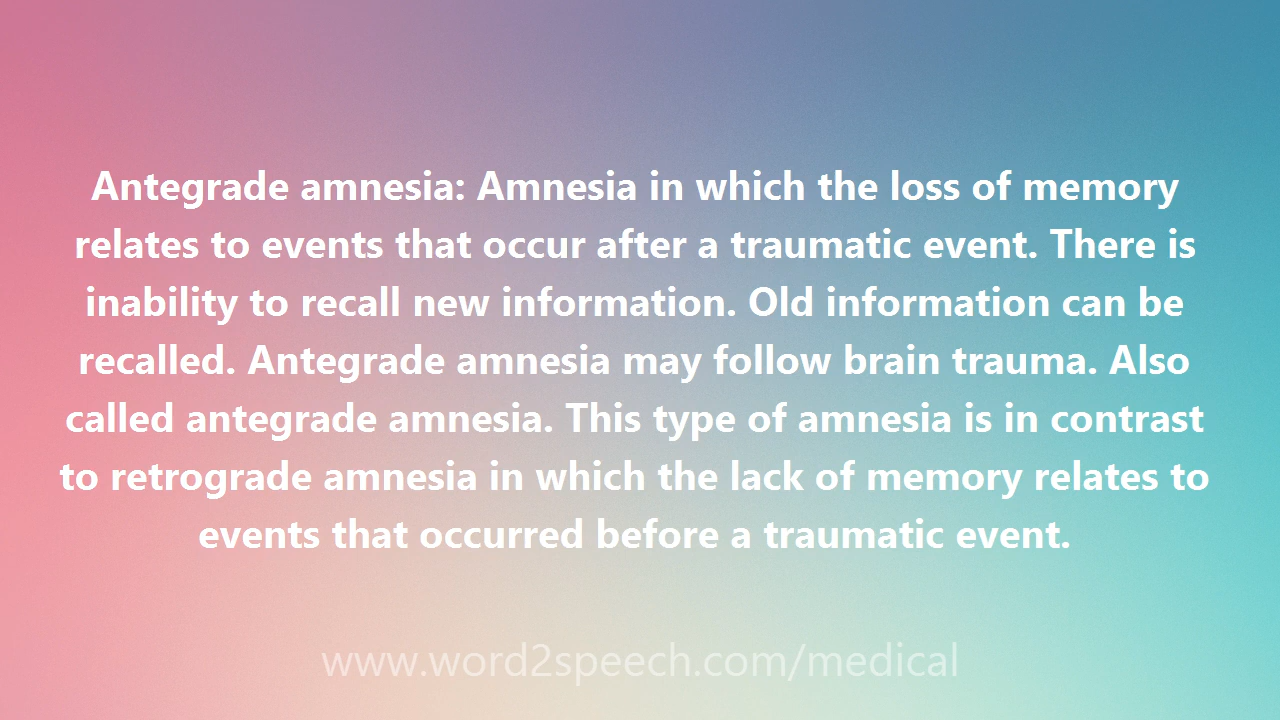 Antegrade amnesia: Amnesia in which the loss of memory
relates to events that occur after a traumatic event. There is
inability to recall new information. Old information can be
recalled. Antegrade amnesia may follow brain trauma. Also
called antegrade amnesia. This type of amnesia is in contrast
to retrograde amnesia in which the lack of memory relates to
events that occurred before a traumatic event.
www.word2speech.com/medical